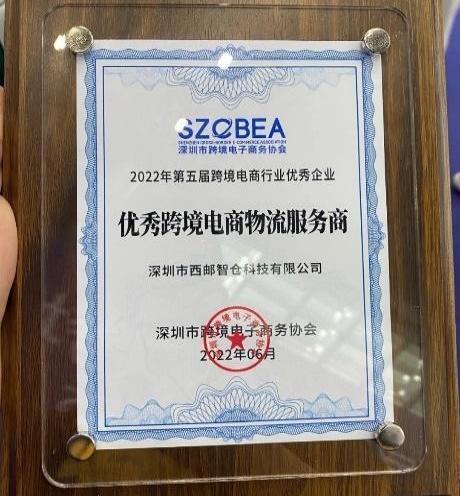 SZCBEA
SHENZHEN CROSS-BORDER E-COMMERCE ASSOCIATION
深圳市跨境电子商务协会
2022年第五届跨境电商行业优秀企业
优秀跨境电商物流服务商
深圳市西邮智仓科技有限公司
深圳市跨境电子商务协会
2022年06月